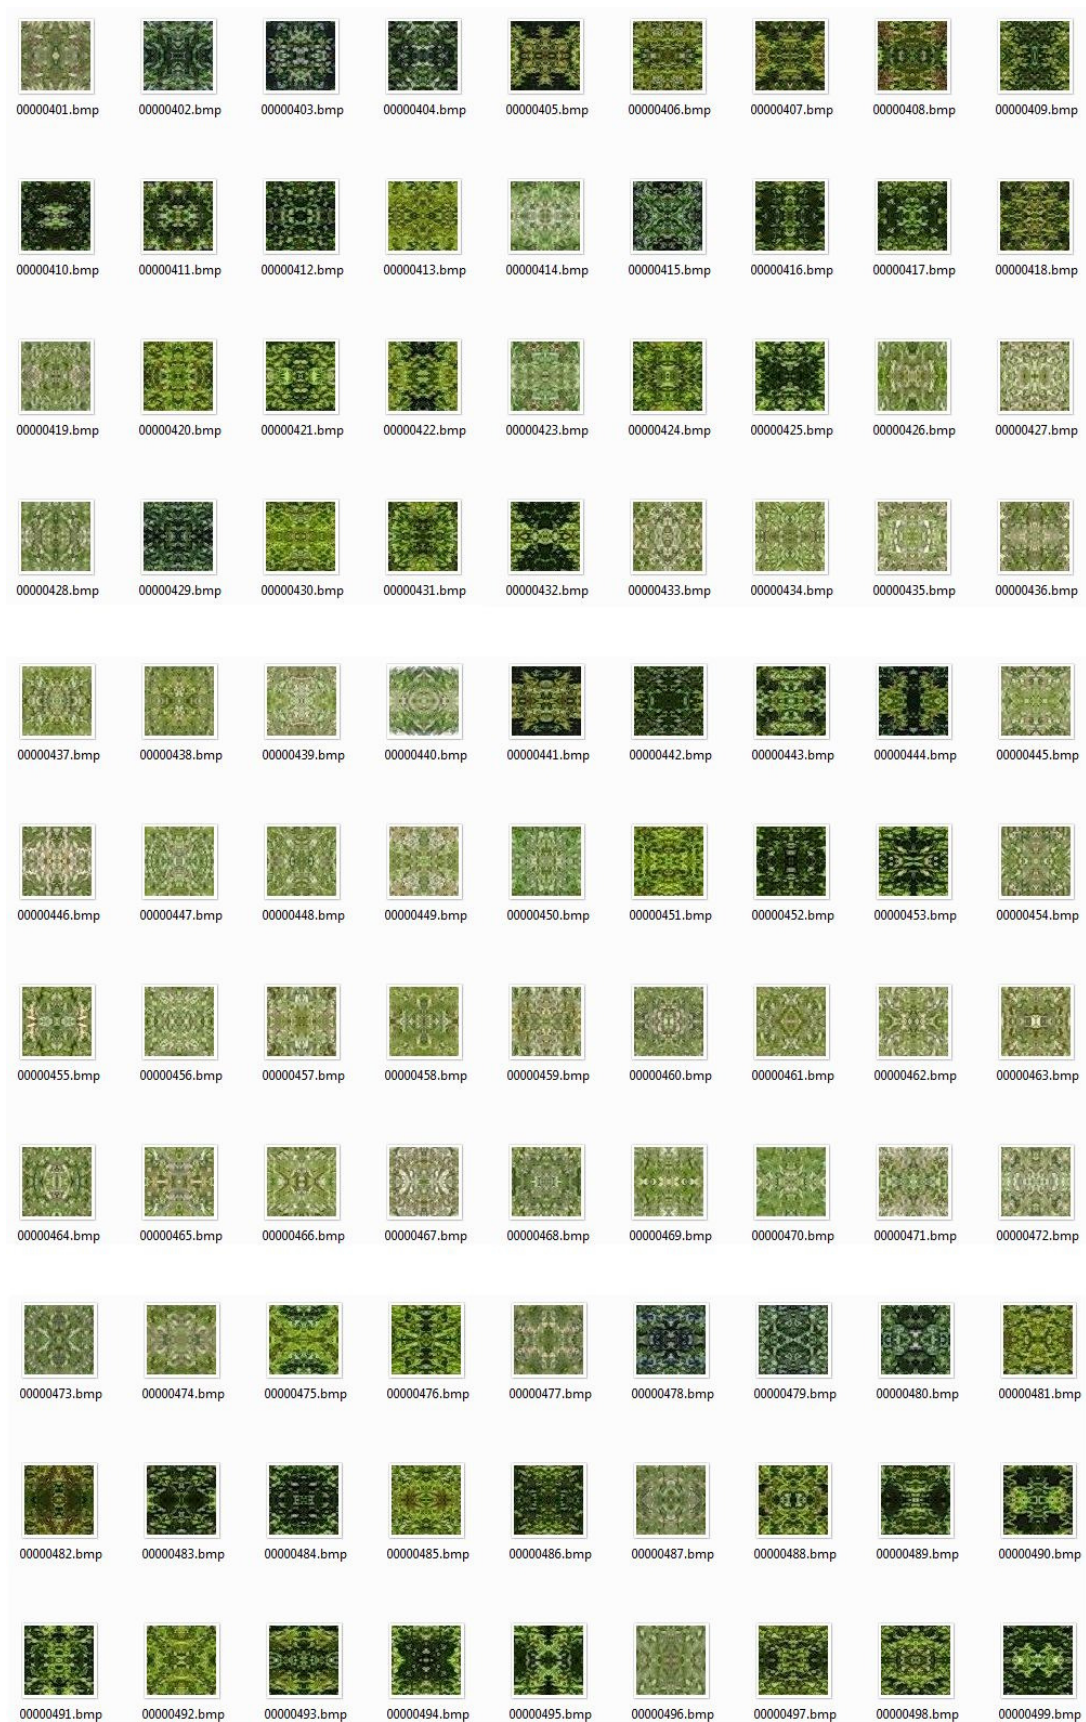 00000401.bmp 00000402.bmp 00000403.bmp 00000404.bmp 00000405.bmp 00000406.bmp 00000407.bmp 00000408.bmp 00000409.bmp
00000410.bmp 00000411.bmp 00000412.bmp 00000413.bmp 00000414.bmp 00000415.bmp 00000416.bmp 00000417.bmp 00000418.bmp
00000419.bmp 00000420.bmp 00000421.bmp 00000422.bmp 00000423.bmp 00000424.bmp 00000425.bmp 00000426.bmp 00000427.bmp
00000428.bmp 00000429.bmp 00000430.bmp 00000431.bmp 00000432.bmp 00000433.bmp 00000434.bmp 00000435.bmp 00000436.bmp
00000437.bmp 00000438.bmp 00000439.bmp 00000440.bmp 00000441.bmp 00000442.bmp 00000443.bmp 00000444.bmp 00000445.bmp
00000446.bmp 00000447.bmp 00000448.bmp 00000449.bmp 00000450.bmp 00000451.bmp 00000452.bmp 00000453.bmp 00000454.bmp
00000455.bmp 00000456.bmp 00000457.bmp 00000458.bmp 00000459.bmp 00000460.bmp 00000461.bmp 00000462.bmp 00000463.bmp
00000464.bmp 00000465.bmp 00000466.bmp 00000467.bmp 00000468.bmp 00000469.bmp 00000470.bmp 00000471.bmp 00000472.bmp
00000473.bmp 00000474.bmp 00000475.bmp 00000476.bmp 00000477.bmp 00000478.bmp 00000479.bmp 00000480.bmp 00000481.bmp
00000482.bmp 00000483.bmp 00000484.bmp 00000485.bmp 00000486.bmp 00000487.bmp 00000488.bmp 00000489.bmp 00000490.bmp
00000491.bmp 00000492.bmp 00000493.bmp 00000494.bmp 00000495.bmp 00000496.bmp 00000497.bmp 00000498.bmp 00000499.bmp